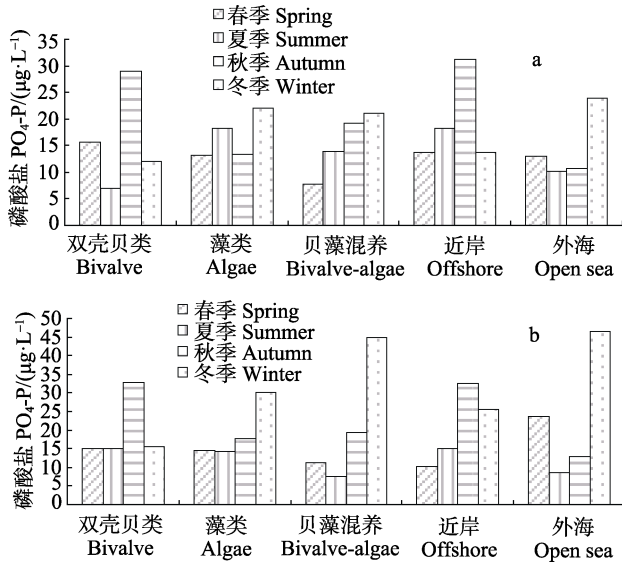 春季 Spring
夏季 Summer
秋季 Autumn
冬季 Winter
a
磷酸盐 PO₄-P/(μg·L⁻¹)
35
30
25
20
15
10
5
0
双壳贝类 藻类 贝藻混养 近岸 外海
Bivalve Algae Bivalve-algae Offshore Open sea
春季 Spring
夏季 Summer
秋季 Autumn
冬季 Winter
b
磷酸盐 PO₄-P/(μg·L⁻¹)
50
45
40
35
30
25
20
15
10
5
0
双壳贝类 藻类 贝藻混养 近岸 外海
Bivalve Algae Bivalve-algae Offshore Open sea